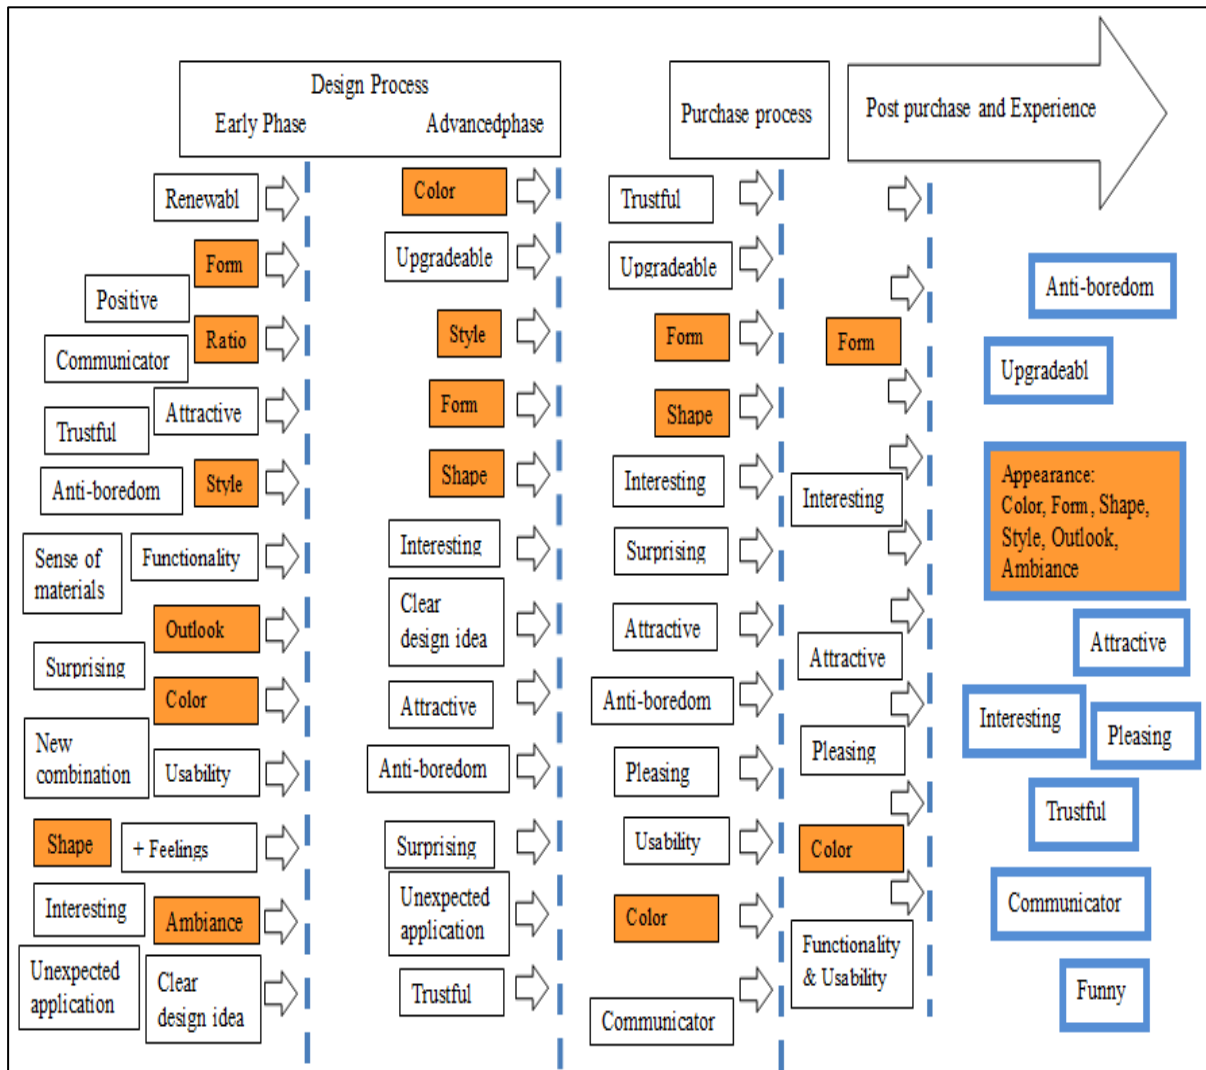 Design Process
Early Phase
Advancedphase
Purchase process
Post purchase and Experience
Renewabl
Form
Positive
Ratio
Communicator
Attractive
Trustful
Style
Anti-boredom
Sense of
materials
Functionality
Outlook
Surprising
Color
New
combination
Usability
Shape
+ Feelings
Interesting
Ambiance
Unexpected
application
Clear
design idea
Color
Upgradeable
Style
Form
Shape
Interesting
Clear
design idea
Attractive
Anti-boredom
Surprising
Unexpected
application
Trustful
Trustful
Upgradeable
Form
Shape
Interesting
Surprising
Attractive
Anti-boredom
Pleasing
Usability
Color
Communicator
Form
Interesting
Attractive
Pleasing
Color
Functionality
& Usability
Anti-boredom
Upgradeabl
Appearance:
Color, Form, Shape,
Style, Outlook,
Ambiance
Attractive
Interesting
Pleasing
Trustful
Communicator
Funny